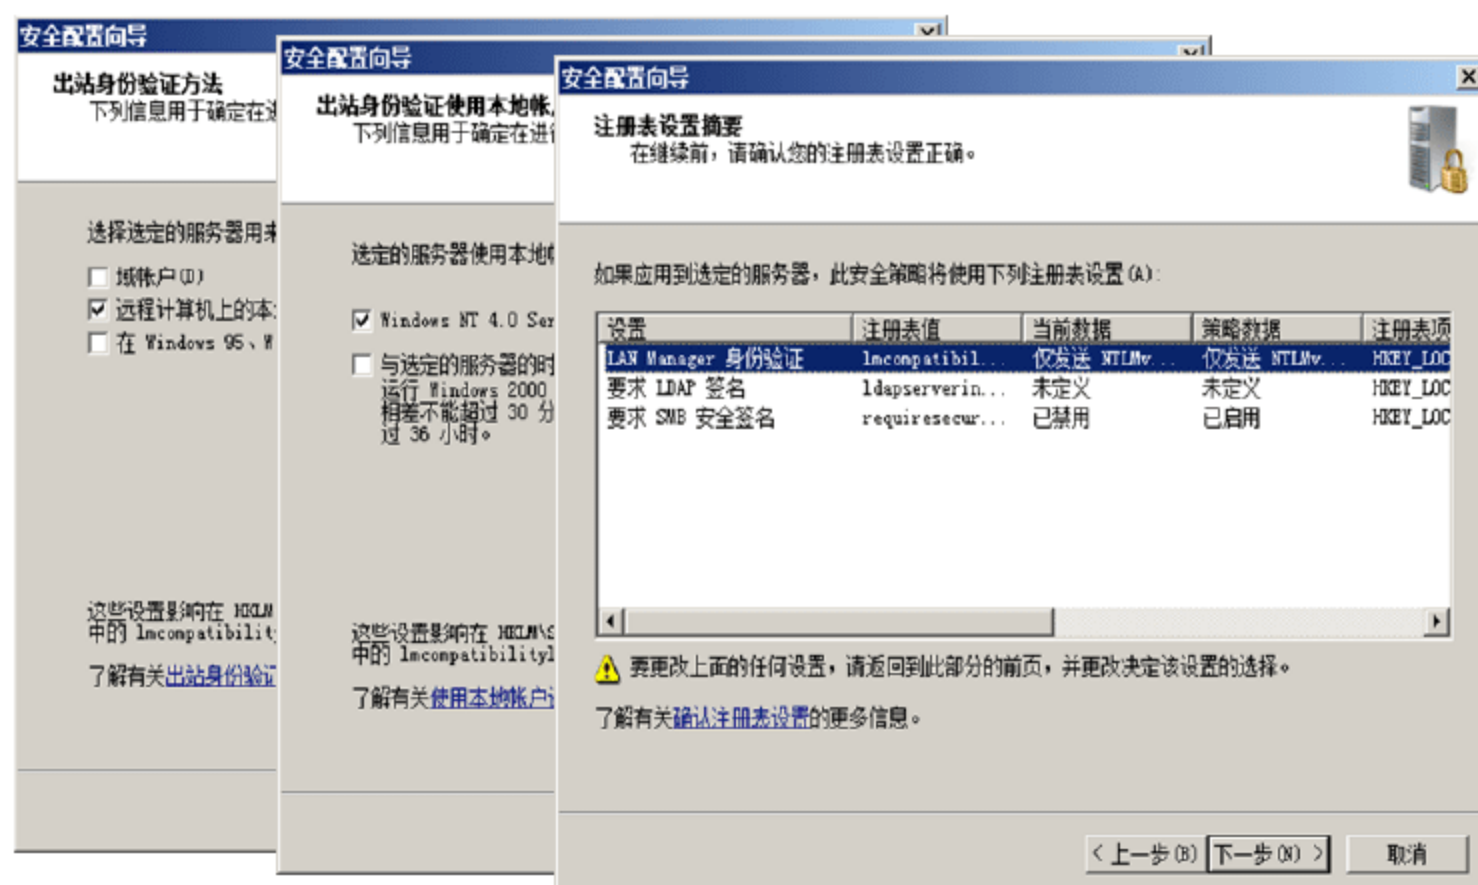 安全配置向导
出站身份验证方法
下列信息用于确定在进
选择选定的服务器用来
域帐户(D)
远程计算机上的本
在 Windows 95、W
这些设置影响在 HKLM
中的 lmcompatibility
了解有关出站身份验证
安全配置向导
出站身份验证使用本地帐
下列信息用于确定在进行
选定的服务器使用本地帐
Windows NT 4.0 Ser
与选定的服务器的时
运行 Windows 2000
相差不能超过 30 分
过 36 小时。
这些设置影响在 HKLM\S
中的 lmcompatibilityl
了解有关使用本地帐户
安全配置向导
注册表设置摘要
在继续前，请确认您的注册表设置正确。
如果应用到选定的服务器，此安全策略将使用下列注册表设置(A):
设置 注册表值 当前数据 策略数据 注册表项
LAN Manager 身份验证 lmcompatibil... 仅发送 NTLMv... 仅发送 NTLMv... HKEY_LOC
要求 LDAP 签名 ldapserverin... 未定义 未定义 HKEY_LOC
要求 SMB 安全签名 requiresecur... 已禁用 已启用 HKEY_LOC
要更改上面的任何设置，请返回到此部分的前页，并更改决定该设置的选择。
了解有关确认注册表设置的更多信息。
< 上一步(B) 下一步(N) > 取消